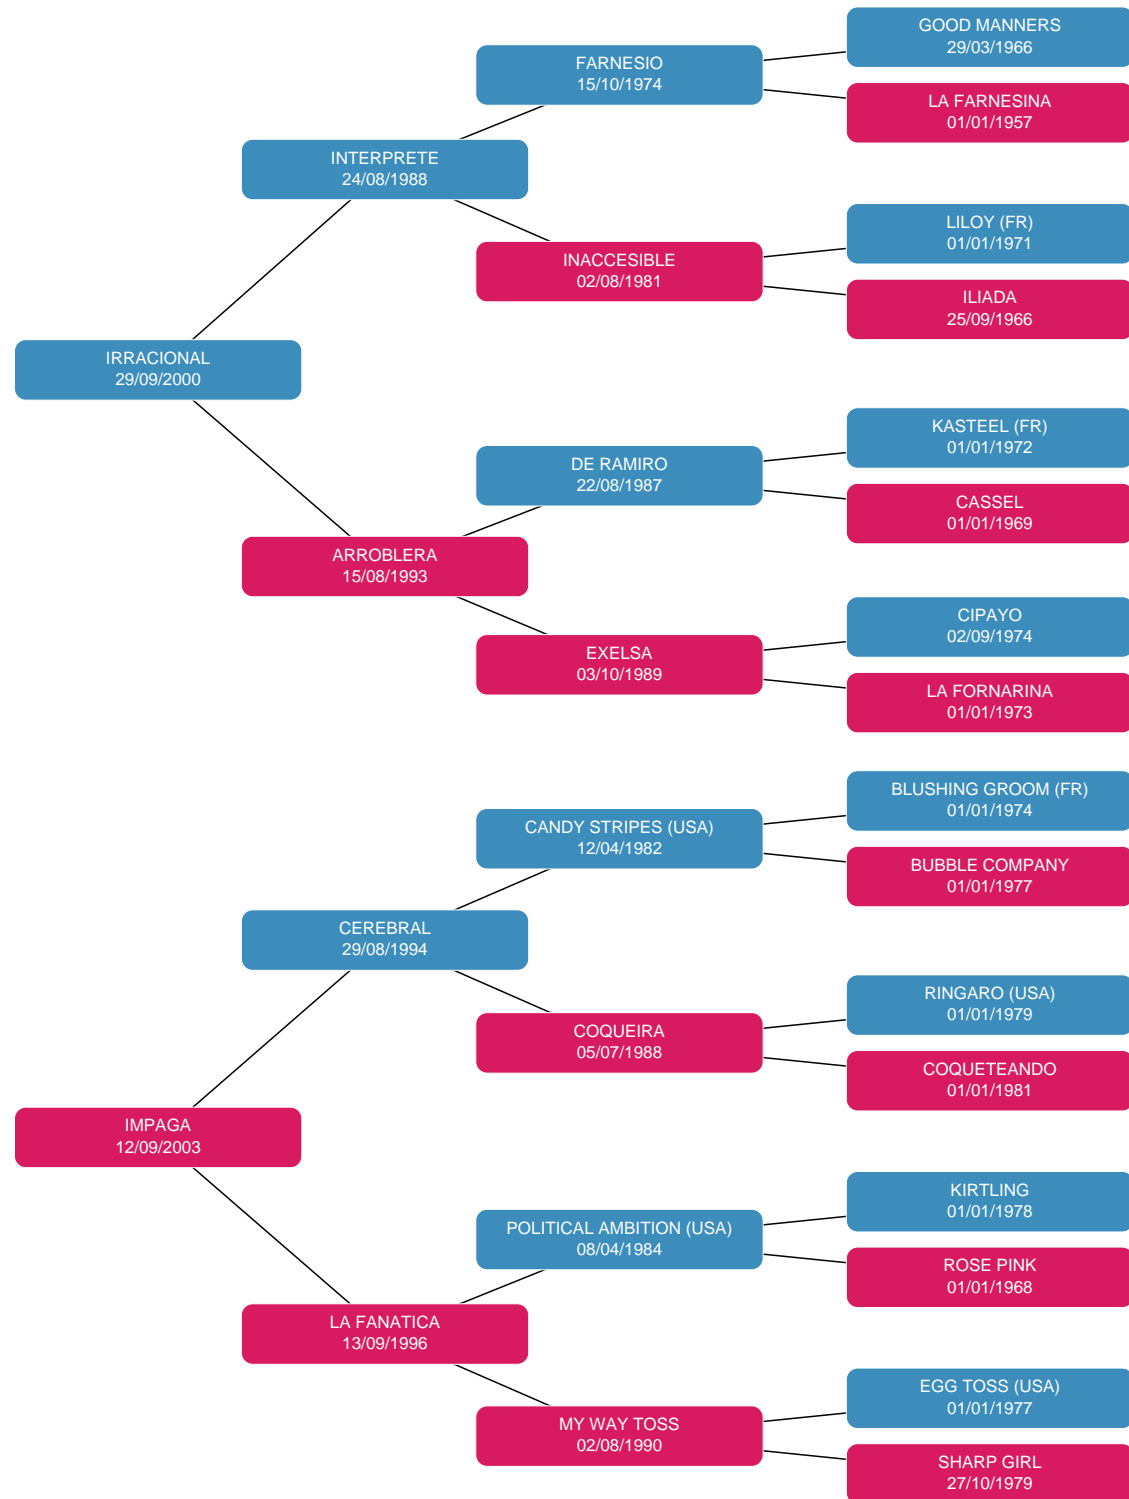 GOOD MANNERS
29/03/1966
FARNESIO
15/10/1974
LA FARNESINA
01/01/1957
INTERPRETE
24/08/1988
LILOY (FR)
01/01/1971
INACCESIBLE
02/08/1981
ILIADA
25/09/1966
IRRACIONAL
29/09/2000
KASTEEL (FR)
01/01/1972
DE RAMIRO
22/08/1987
CASSEL
01/01/1969
ARROBLERA
15/08/1993
CIPAYO
02/09/1974
EXELSA
03/10/1989
LA FORNARINA
01/01/1973
BLUSHING GROOM (FR)
01/01/1974
CANDY STRIPES (USA)
12/04/1982
BUBBLE COMPANY
01/01/1977
CEREBRAL
29/08/1994
RINGARO (USA)
01/01/1979
COQUEIRA
05/07/1988
COQUETEANDO
01/01/1981
IMPAGA
12/09/2003
KIRTLING
01/01/1978
POLITICAL AMBITION (USA)
08/04/1984
ROSE PINK
01/01/1968
LA FANATICA
13/09/1996
EGG TOSS (USA)
01/01/1977
MY WAY TOSS
02/08/1990
SHARP GIRL
27/10/1979